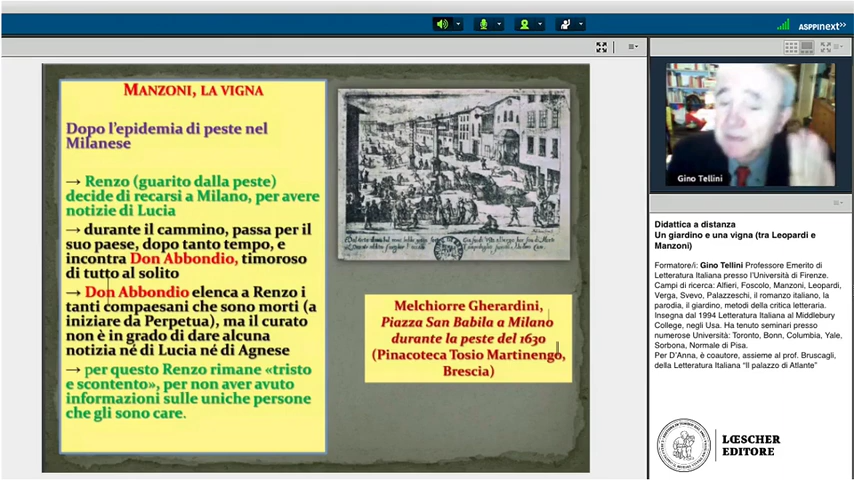 ASPPInext>>
MANZONI, LA VIGNA
Dopo l'epidemia di peste nel
Milanese
→ Renzo (guarito dalla peste)
decide di recarsi a Milano, per avere
notizie di Lucia
→ durante il cammino, passa per il
suo paese, dopo tanto tempo, e
incontra Don Abbondio, timoroso
di tutto al solito
→ Don Abbondio elenca a Renzo i
tanti compaesani che sono morti (a
iniziare da Perpetua), ma il curato
non è in grado di dare alcuna
notizia né di Lucia né di Agnese
→ per questo Renzo rimane «tristo
e scontento», per non aver avuto
informazioni sulle uniche persone
che gli sono care.
Melchiorre Gherardini,
Piazza San Babila a Milano
durante la peste del 1630
(Pinacoteca Tosio Martinengo,
Brescia)
Gino Tellini
Didattica a distanza
Un giardino e una vigna (tra Leopardi e
Manzoni)
Formatore/i: Gino Tellini Professore Emerito di
Letteratura Italiana presso l'Università di Firenze.
Campi di ricerca: Alfieri, Foscolo, Manzoni, Leopardi,
Verga, Svevo, Palazzeschi, il romanzo italiano, la
parodia, il giardino, metodi della critica letteraria.
Insegna dal 1994 Letteratura Italiana al Middlebury
College, negli Usa. Ha tenuto seminari presso
numerose Università: Toronto, Bonn, Columbia, Yale,
Sorbona, Normale di Pisa.
Per D'Anna, è coautore, assieme al prof. Bruscagli,
della Letteratura Italiana "Il palazzo di Atlante"
LŒSCHER
EDITORE